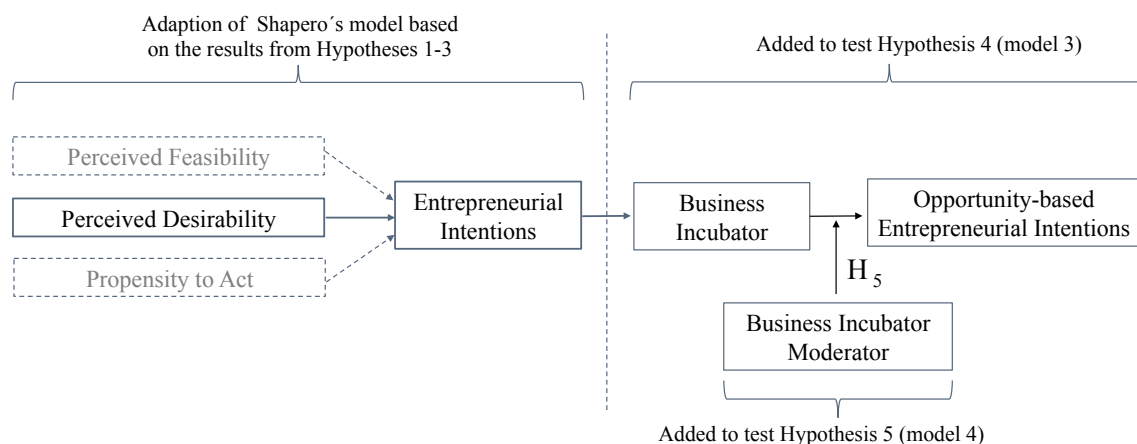 Adaption of Shapero´s model based
on the results from Hypotheses 1-3
Added to test Hypothesis 4 (model 3)
Perceived Feasibility
Perceived Desirability
Propensity to Act
Entrepreneurial
Intentions
Business
Incubator
Opportunity-based
Entrepreneurial Intentions
H 5
Business Incubator
Moderator
Added to test Hypothesis 5 (model 4)